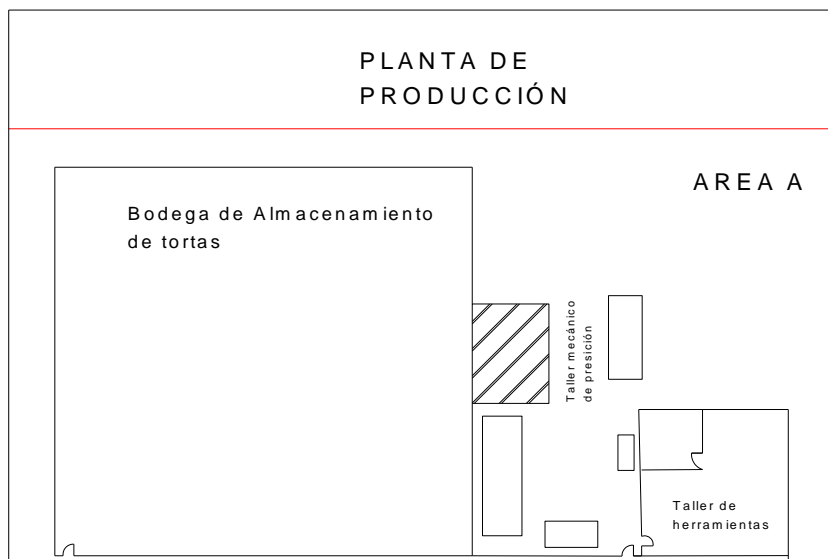 PLANTA DE
PRODUCCIÓN
AREA A
Bodega de Almacenamiento
de tortas
Taller mecánico
de presición
Taller de
herramientas